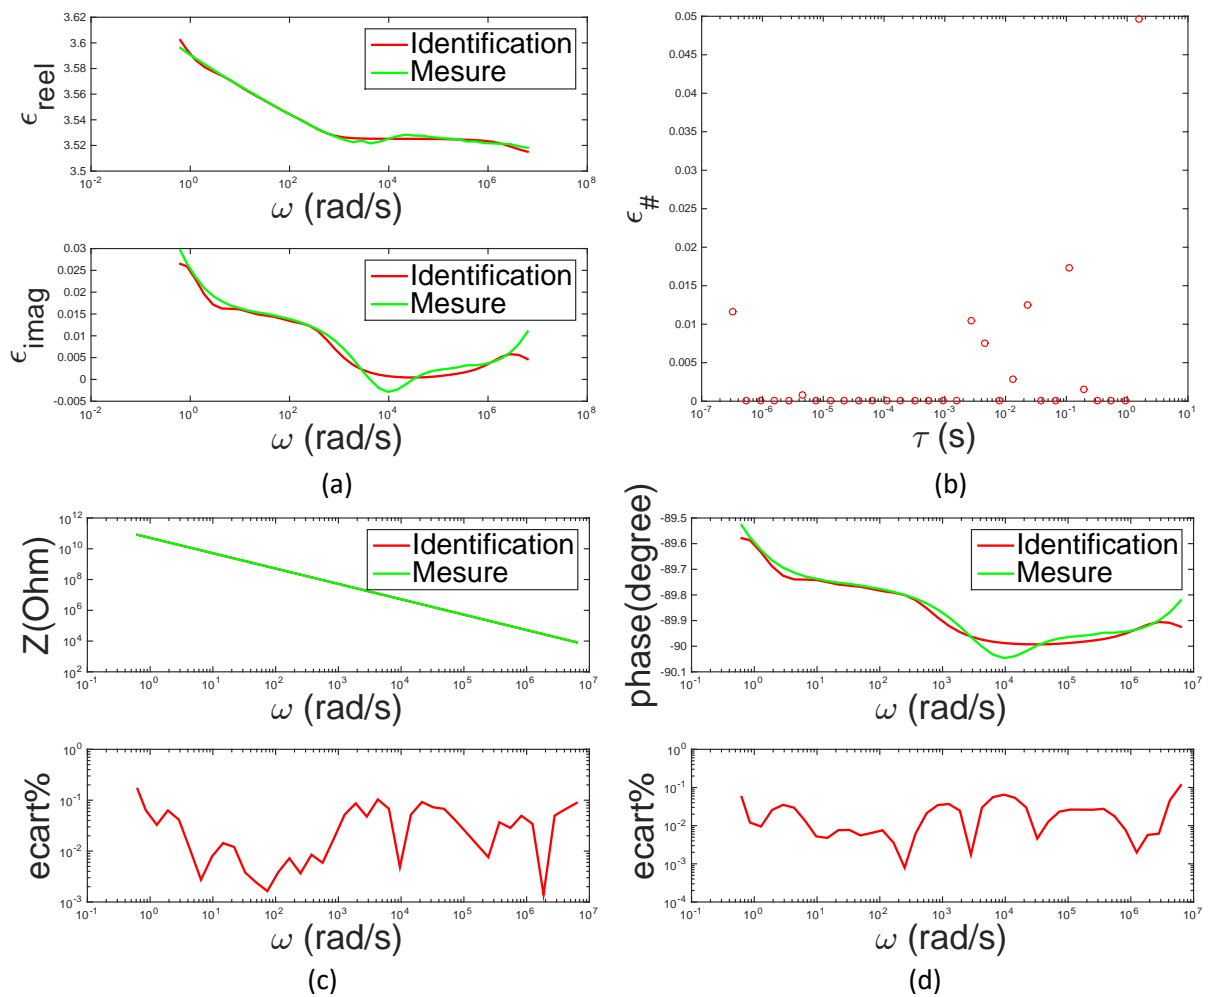 3.62
3.6
3.58
3.56
3.54
3.52
3.5
ϵreel
Identification
Mesure
10-2 100 102 104 106 108
ω (rad/s)
0.03
0.025
0.02
0.015
0.01
0.005
0
-0.005
ϵimag
Identification
Mesure
10-2 100 102 104 106 108
ω (rad/s)
(a)
0.05
0.045
0.04
0.035
0.03
0.025
0.02
0.015
0.01
0.005
0
ϵ#
10-7 10-6 10-5 10-4 10-3 10-2 10-1 100 101
τ (s)
(b)
1012
1010
108
106
104
102
Z(Ohm)
Identification
Mesure
10-1 100 101 102 103 104 105 106 107
ω (rad/s)
100
10-1
10-2
10-3
ecart%
10-1 100 101 102 103 104 105 106 107
ω (rad/s)
(c)
-89.5
-89.6
-89.7
-89.8
-89.9
-90
-90.1
phase(degree)
Identification
Mesure
10-1 100 101 102 103 104 105 106 107
ω (rad/s)
100
10-1
10-2
10-3
10-4
ecart%
10-1 100 101 102 103 104 105 106 107
ω (rad/s)
(d)